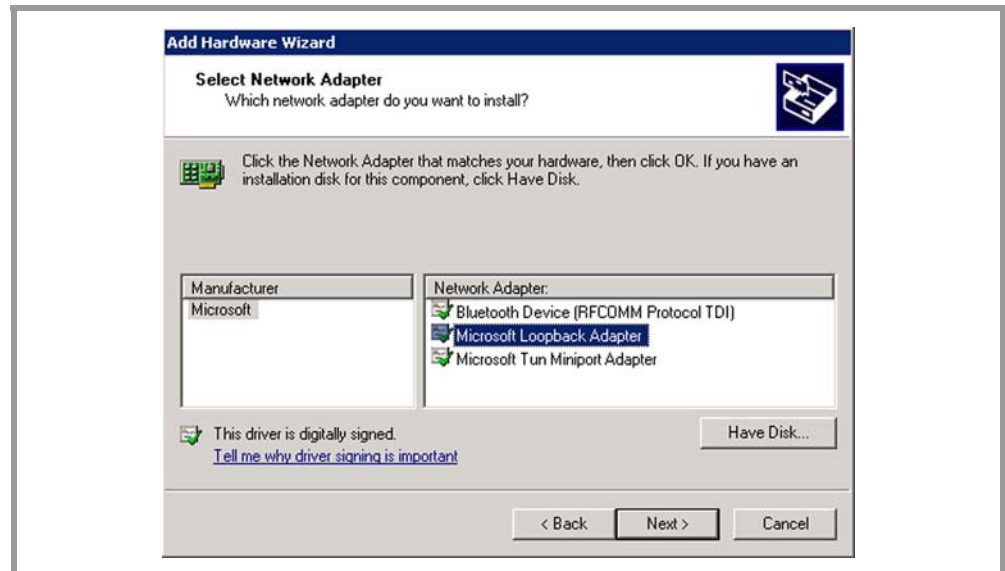 Add Hardware Wizard
Select Network Adapter
Which network adapter do you want to install?
Click the Network Adapter that matches your hardware, then click OK. If you have an
installation disk for this component, click Have Disk.
Manufacturer
Microsoft
Network Adapter:
Bluetooth Device (RFCOMM Protocol TDI)
Microsoft Loopback Adapter
Microsoft Tun Miniport Adapter
This driver is digitally signed.
Tell me why driver signing is important
Have Disk...
< Back
Next >
Cancel